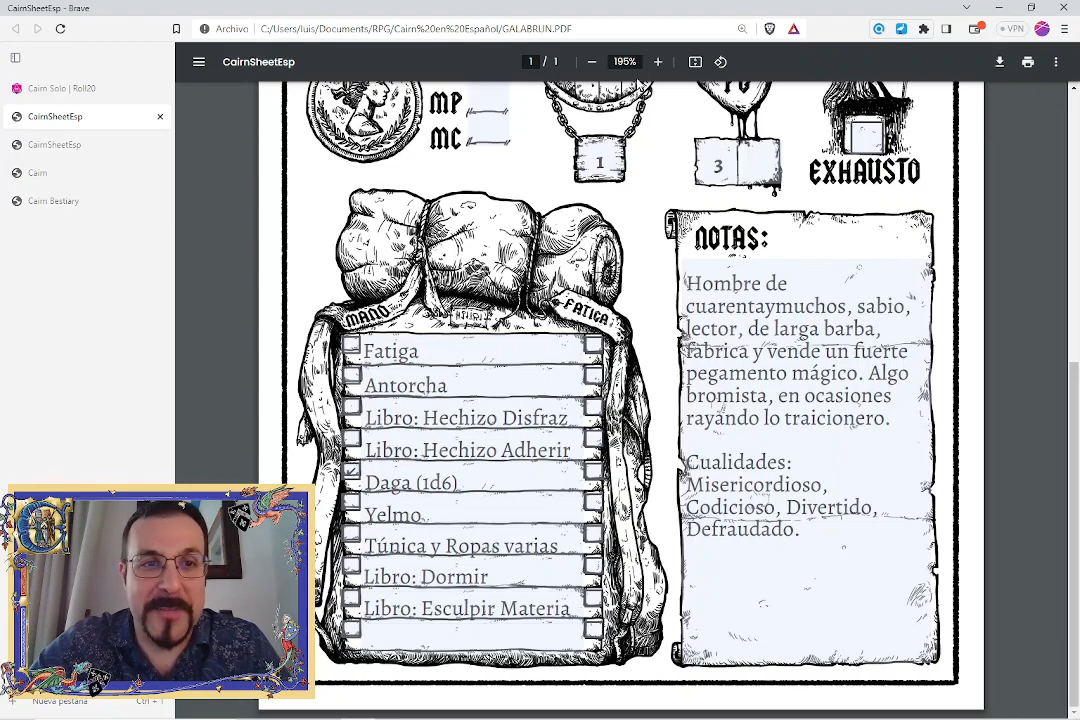 CairnSheetEsp - Brave
Archivo
C:/Users/luis/Documents/RPG/Cairn%20en%20Español/GALABRUN.PDF
VPN
CairnSheetEsp
1 / 1
195%
Cairn Solo | Roll20
CairnSheetEsp
CairnSheetEsp
Cairn
Cairn Bestiary
Nueva pestaña
Ctrl + T
MP
MC
1
PG
3
EXHAUSTO
MANO
FATIGA
Fatiga
Antorcha
Libro: Hechizo Disfraz
Libro: Hechizo Adherir
Daga (1d6)
Yelmo
Túnica y Ropas varias
Libro: Dormir
Libro: Esculpir Materia
NOTAS:
Hombre de
cuarentaymuchos, sabio,
lector, de larga barba,
fabrica y vende un fuerte
pegamento mágico. Algo
bromista, en ocasiones
rayando lo traicionero.
Cualidades:
Misericordioso,
Codicioso, Divertido,
Defraudado.